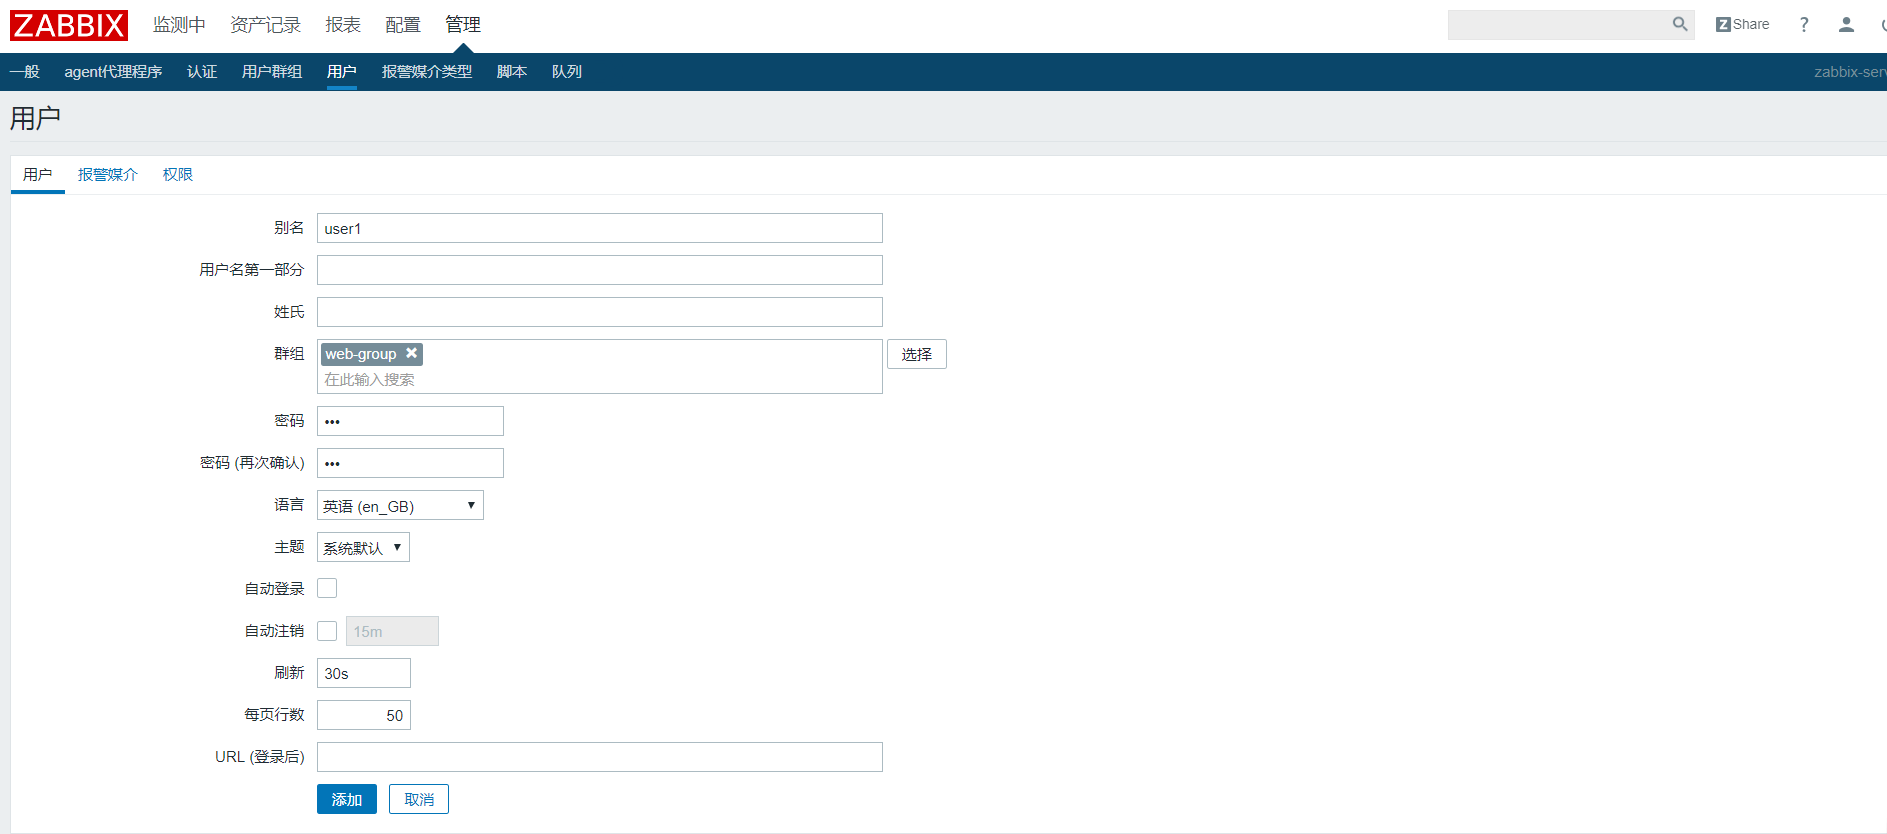 ZABBIX 监测中 资产记录 报表 配置 管理 Z Share ?
一般 agent代理程序 认证 用户群组 用户 报警媒介类型 脚本 队列 zabbix-serv
用户
用户 报警媒介 权限
别名 user1
用户名第一部分
姓氏
群组 web-group 选择
在此输入搜索
密码 •••
密码 (再次确认) •••
语言 英语 (en_GB)
主题 系统默认
自动登录
自动注销 15m
刷新 30s
每页行数 50
URL (登录后)
添加 取消